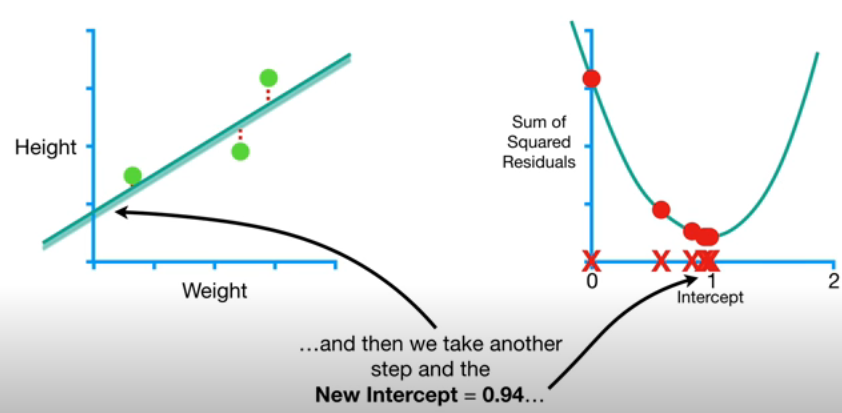 Height
Weight
Sum of
Squared
Residuals
0
1
2
Intercept
...and then we take another
step and the
New Intercept = 0.94...